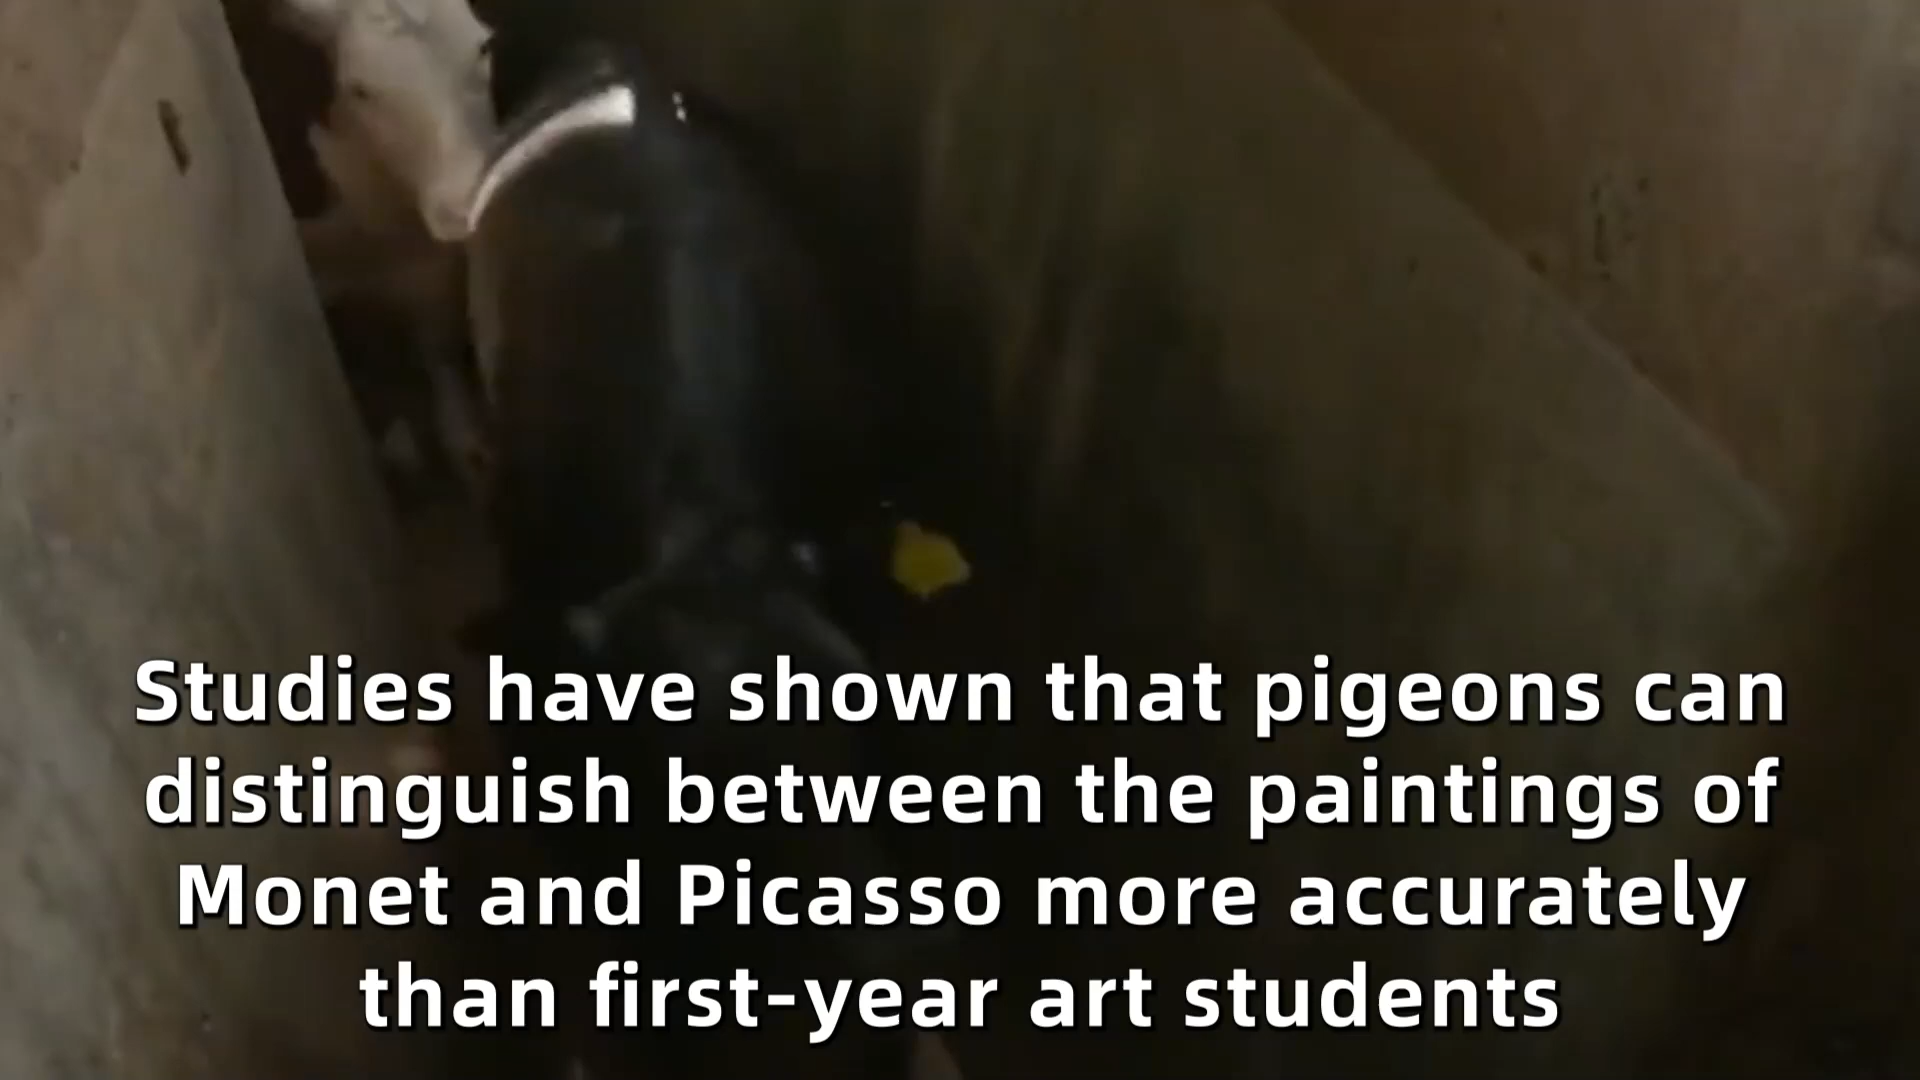 Studies have shown that pigeons can
distinguish between the paintings of
Monet and Picasso more accurately
than first-year art students